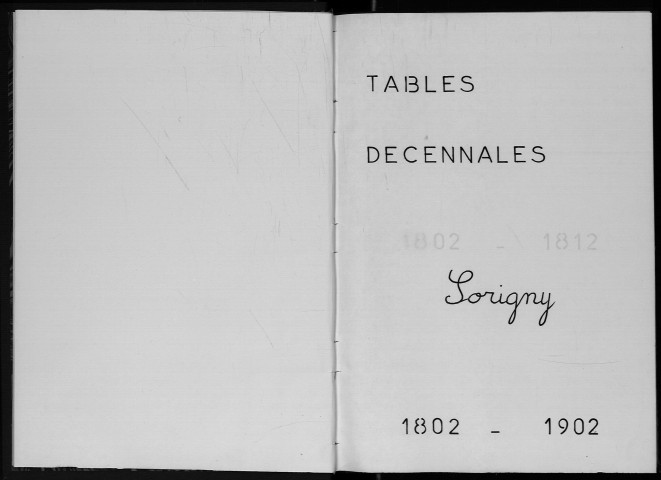 TABLES
DECENNALES
1802 - 1812
Sorigny
1802 - 1902